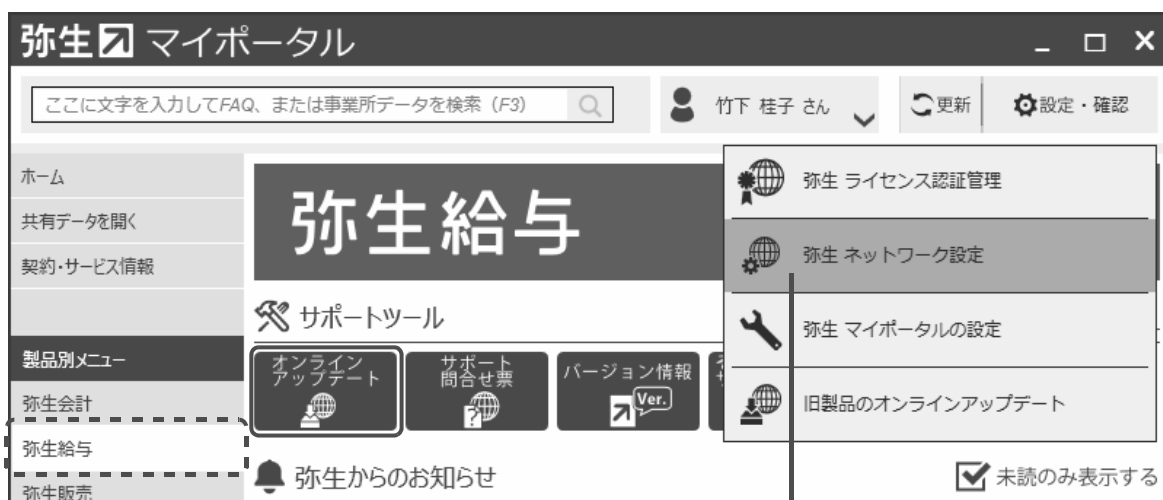 弥生 マイポータル
ここに文字を入力してFAQ、または事業所データを検索（F3）
竹下 桂子 さん
更新
設定・確認
ホーム
共有データを開く
契約・サービス情報
製品別メニュー
弥生会計
弥生給与
弥生販売
弥生給与
サポートツール
オンライン
アップデート
サポート
問合せ票
バージョン情報
Ver.
弥生からのお知らせ
未読のみ表示する
弥生 ライセンス認証管理
弥生 ネットワーク設定
弥生 マイポータルの設定
旧製品のオンラインアップデート